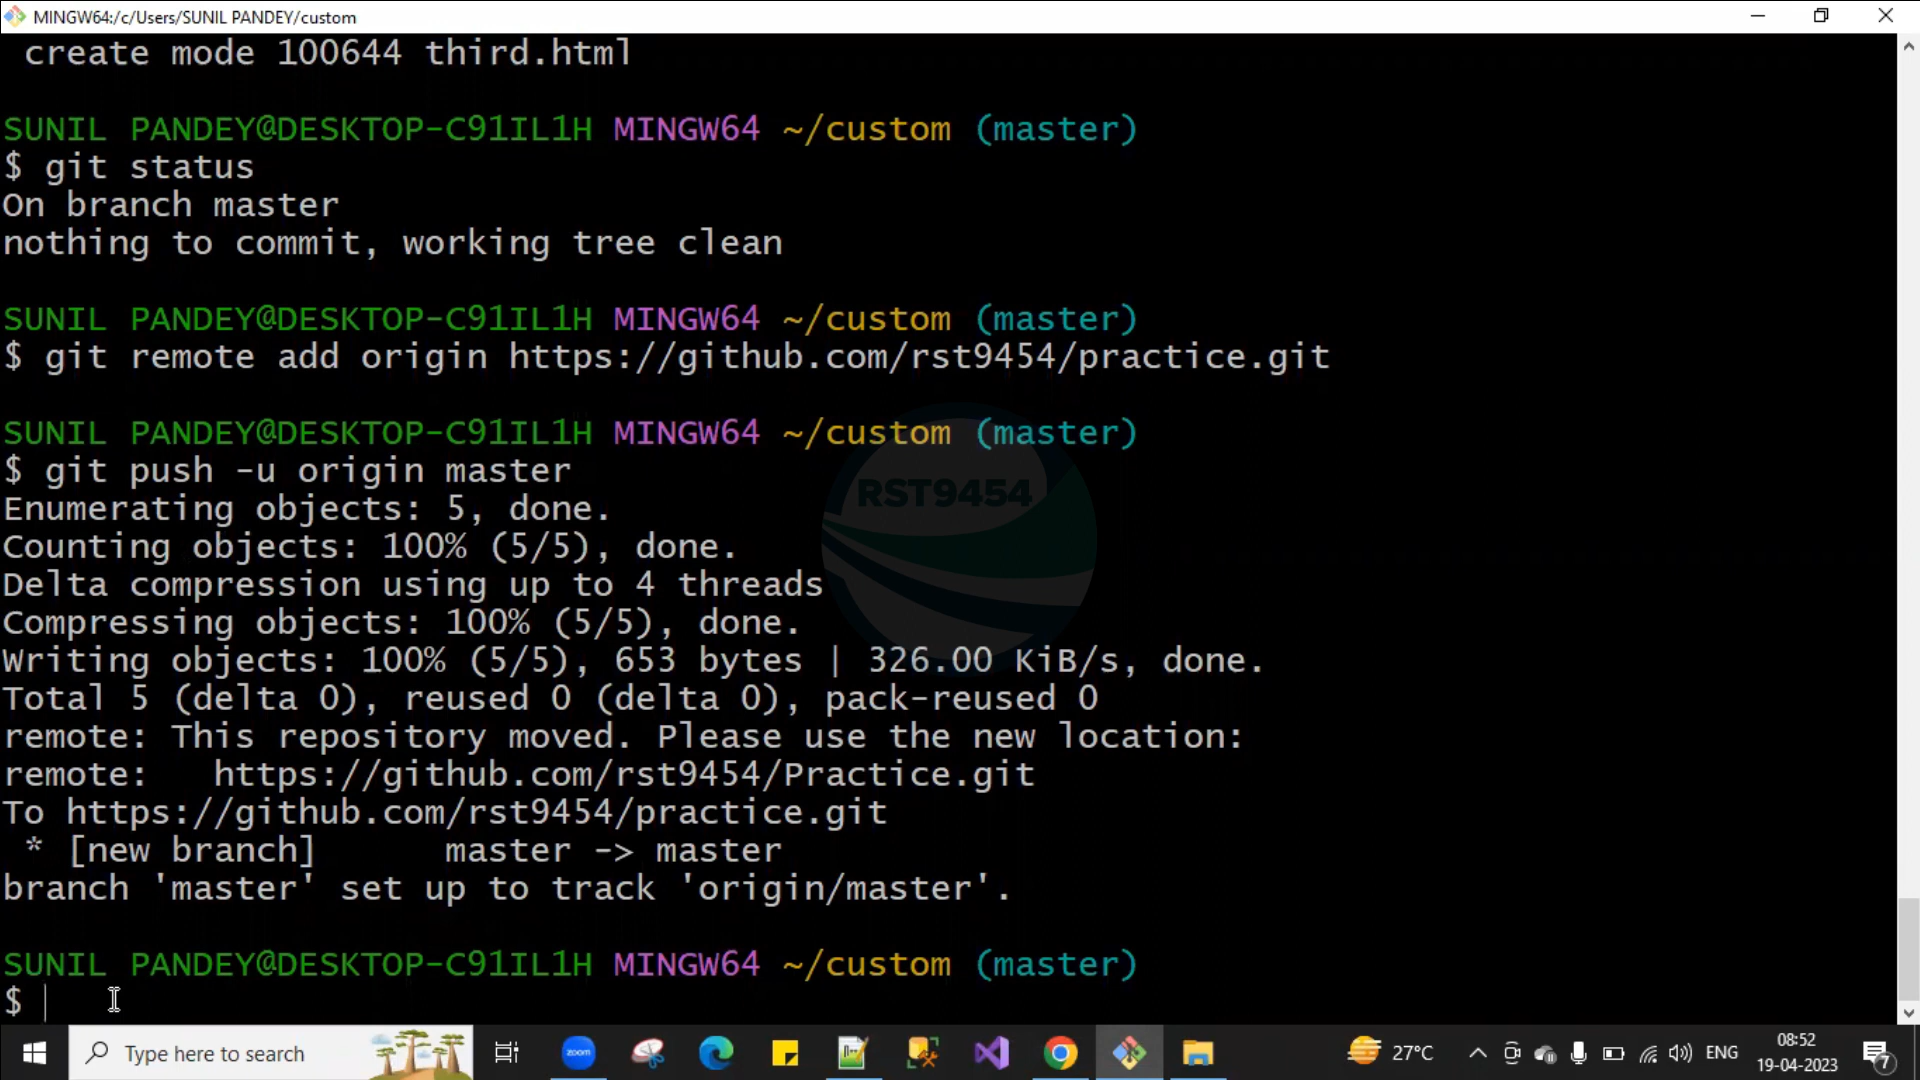 MINGW64:/c/Users/SUNIL PANDEY/custom
create mode 100644 third.html
SUNIL PANDEY@DESKTOP-C91IL1H MINGW64 ~/custom (master)
$ git status
On branch master
nothing to commit, working tree clean
SUNIL PANDEY@DESKTOP-C91IL1H MINGW64 ~/custom (master)
$ git remote add origin https://github.com/rst9454/practice.git
SUNIL PANDEY@DESKTOP-C91IL1H MINGW64 ~/custom (master)
$ git push -u origin master
Enumerating objects: 5, done.
RST9454
Counting objects: 100% (5/5), done.
Delta compression using up to 4 threads
Compressing objects: 100% (5/5), done.
Writing objects: 100% (5/5), 653 bytes | 326.00 KiB/s, done.
Total 5 (delta 0), reused 0 (delta 0), pack-reused 0
remote: This repository moved. Please use the new location:
remote:   https://github.com/rst9454/Practice.git
To https://github.com/rst9454/practice.git
 * [new branch]      master -> master
branch 'master' set up to track 'origin/master'.
SUNIL PANDEY@DESKTOP-C91IL1H MINGW64 ~/custom (master)
$
Type here to search
zoom
27°C
ENG
08:52
19-04-2023
7